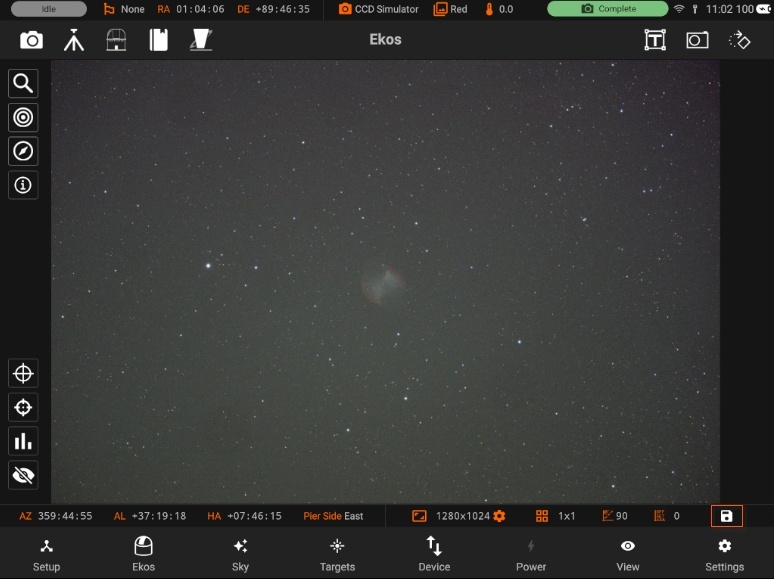 Idle None RA 01:04:06 DE +89:46:35 CCD Simulator Red 0.0 Complete 11:02 100
Ekos
AZ 359:44:55 AL +37:19:18 HA +07:46:15 Pier Side East 1280x1024 1x1 90 0
Setup Ekos Sky Targets Device Power View Settings